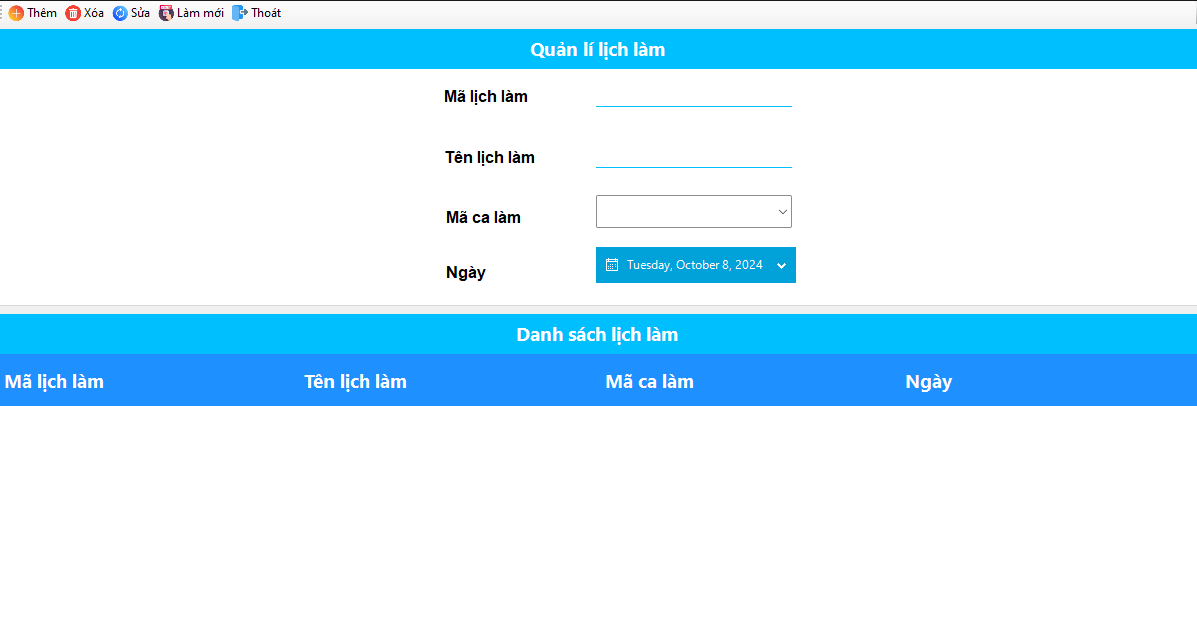 Thêm Xóa Sửa Làm mới Thoát
Quản lí lịch làm
Mã lịch làm
Tên lịch làm
Mã ca làm
Ngày Tuesday, October 8, 2024
Danh sách lịch làm
Mã lịch làm Tên lịch làm Mã ca làm Ngày